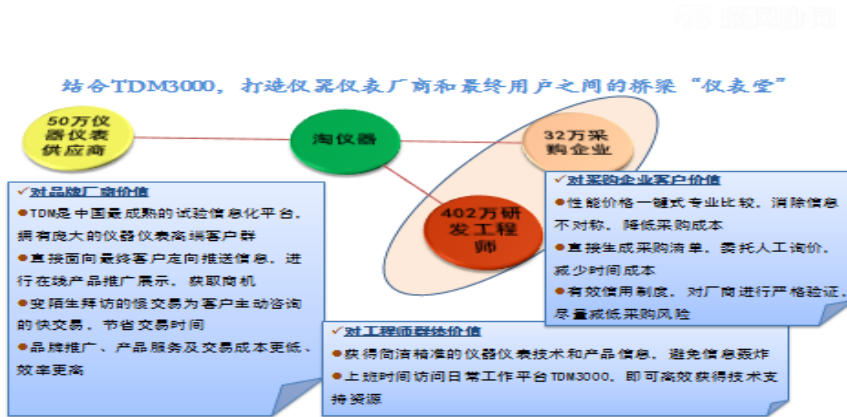 结合TDM3000，打造仪器仪表厂商和最终用户之间的桥梁“仪表堂”
50万仪
器仪表
供应商
淘仪器
32万采
购企业
402万研
发工程
师
✓对品牌厂商价值
●TDM是中国最成熟的试验信息化平台，
拥有庞大的仪器仪表高端客户群
●直接面向最终客户定向推送信息，进
行在线产品推广展示，获取商机
●变陌生拜访的慢交易为客户主动咨询
的快交易，节省交易时间
●品牌推广、产品服务及交易成本更低、
效率更高
✓对采购企业客户价值
●性能价格一键式专业比较，消除信息
不对称，降低采购成本
●直接生成采购清单，委托人工询价，
减少时间成本
●有效信用制度，对厂商进行严格验证，
尽量减低采购风险
✓对工程师群体价值
●获得简洁精准的仪器仪表技术和产品信息，避免信息轰炸
●上班时间访问日常工作平台TDM3000，即可高效获得技术支
持资源